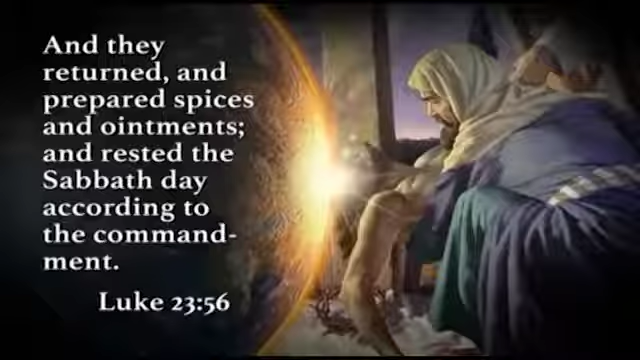 And they
returned, and
prepared spices
and ointments;
and rested the
Sabbath day
according to
the command-
ment.
Luke 23:56